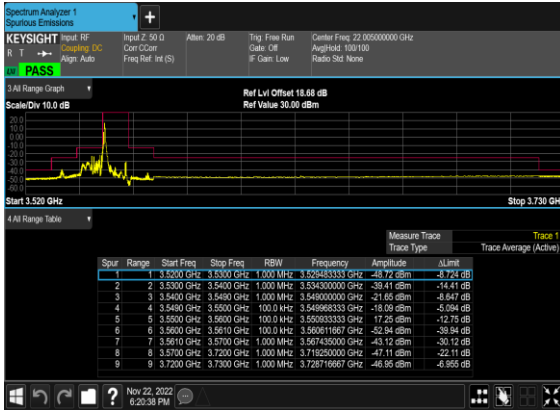 Spectrum Analyzer 1
Spurious Emissions
KEYSIGHT Input: RF Input Z: 50 Ω Atten: 20 dB Trig: Free Run Center Freq: 22.005000000 GHz
R T Coupling: DC Corr CCorr Gate: Off Avg|Hold: 100/100
Align: Auto Freq Ref: Int (S) IF Gain: Low Radio Std: None
PASS
3 All Range Graph
Ref Lvl Offset 18.68 dB
Scale/Div 10.0 dB Ref Value 30.00 dBm
20.0
10.0
0.00
-10.0
-20.0
-30.0
-40.0
-50.0
-60.0
Start 3.520 GHz Stop 3.730 GHz
4 All Range Table
Measure Trace Trace 1
Trace Type Trace Average (Active)
Spur Range Start Freq Stop Freq RBW Frequency Amplitude ΔLimit
1 1 3.5200 GHz 3.5300 GHz 1.000 MHz 3.529483333 GHz -48.72 dBm -8.724 dB
2 2 3.5300 GHz 3.5400 GHz 1.000 MHz 3.534300000 GHz -39.41 dBm -14.41 dB
3 3 3.5400 GHz 3.5490 GHz 1.000 MHz 3.549000000 GHz -21.65 dBm -8.647 dB
4 4 3.5490 GHz 3.5500 GHz 100.0 kHz 3.549968333 GHz -18.09 dBm -5.094 dB
5 5 3.5500 GHz 3.5600 GHz 100.0 kHz 3.550933333 GHz 17.25 dBm -12.75 dB
6 6 3.5600 GHz 3.5610 GHz 100.0 kHz 3.560611667 GHz -52.94 dBm -39.94 dB
7 7 3.5610 GHz 3.5700 GHz 1.000 MHz 3.567435000 GHz -43.12 dBm -30.12 dB
8 8 3.5700 GHz 3.7200 GHz 1.000 MHz 3.719250000 GHz -47.11 dBm -22.11 dB
9 9 3.7200 GHz 3.7300 GHz 1.000 MHz 3.728716667 GHz -46.95 dBm -6.955 dB
Nov 22, 2022
6:20:38 PM